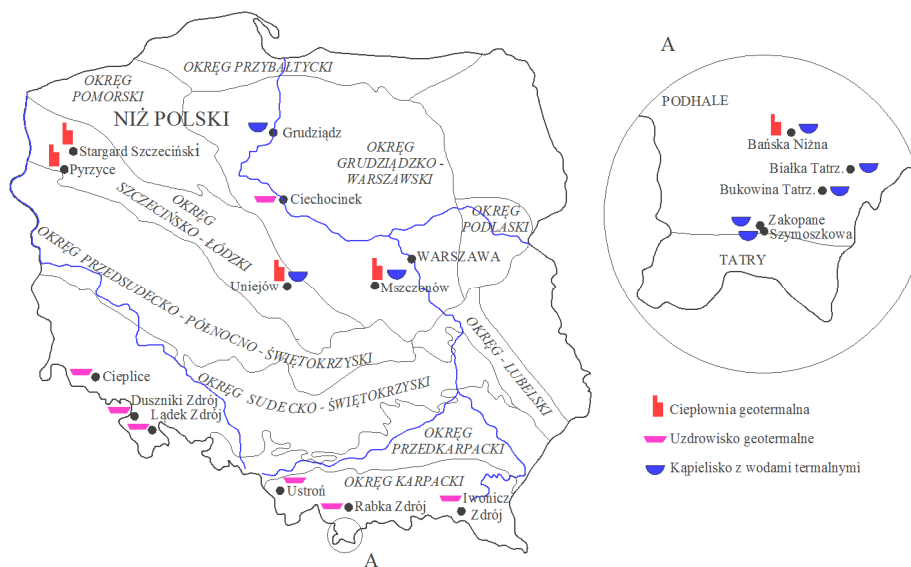 OKRĘG PRZYBAŁTYCKI
OKRĘG
POMORSKI
NIŻ POLSKI
Grudziądz
Stargard Szczeciński
Pyrzyce
OKRĘG
GRUDZIĄDZKO -
WARSZAWSKI
Ciechocinek
OKRĘG
SZCZECIŃSKO - ŁÓDZKI
OKRĘG
PODLASKI
WARSZAWA
Uniejów
Mszczonów
OKRĘG PRZEDSUDECKO - PÓŁNOCNO - ŚWIĘTOKRZYSKI
OKRĘG - LUBELSKI
Cieplice
OKRĘG SUDECKO - ŚWIĘTOKRZYSKI
Duszniki Zdrój
Lądek Zdrój
OKRĘG
PRZEDKARPACKI
OKRĘG KARPACKI
Ustroń
Rabka Zdrój
Iwonicz
Zdrój
A
A
PODHALE
Bańska Niżna
Białka Tatrz.
Bukowina Tatrz.
Zakopane
Szymoszkowa
TATRY
Ciepłownia geotermalna
Uzdrowisko geotermalne
Kąpielisko z wodami termalnymi